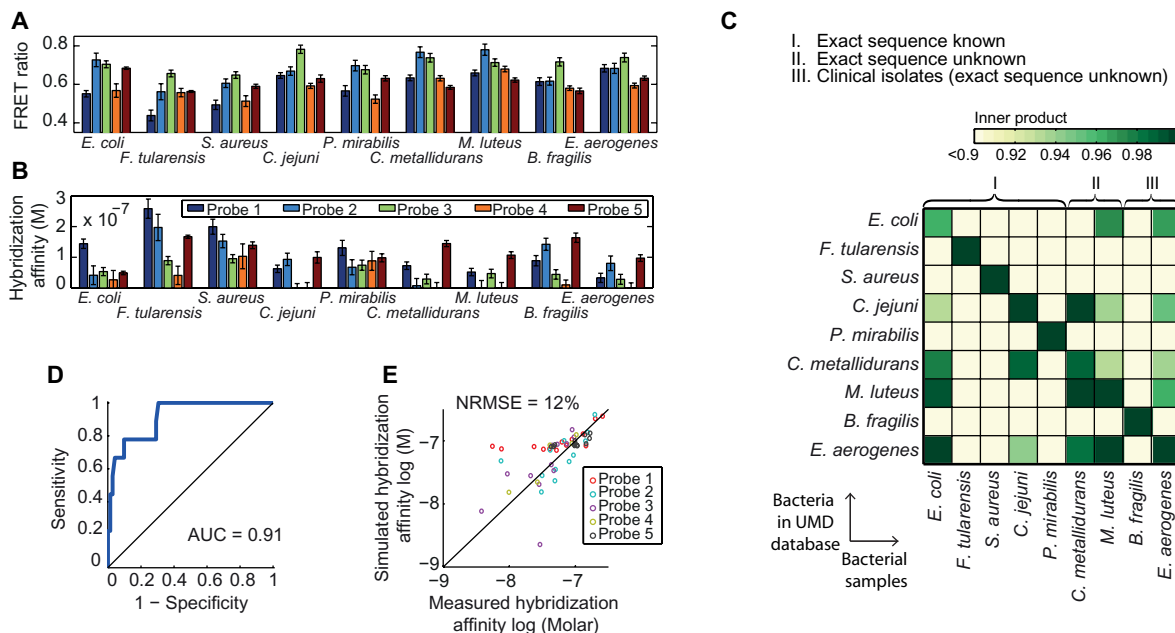 A
FRET ratio
0.8
0.6
0.4
E. coli
S. aureus
P. mirabilis
M. luteus
E. aerogenes
F. tularensis
C. jejuni
C. metallidurans
B. fragilis
B
Hybridization
affinity (M)
3
2
1
0
x 10⁻⁷
Probe 1
Probe 2
Probe 3
Probe 4
Probe 5
E. coli
S. aureus
P. mirabilis
M. luteus
E. aerogenes
F. tularensis
C. jejuni
C. metallidurans
B. fragilis
C
I. Exact sequence known
II. Exact sequence unknown
III. Clinical isolates (exact sequence unknown)
Inner product
<0.9 0.92 0.94 0.96 0.98
I II III
E. coli
F. tularensis
S. aureus
C. jejuni
P. mirabilis
C. metallidurans
M. luteus
B. fragilis
E. aerogenes
E. coli
F. tularensis
S. aureus
C. jejuni
P. mirabilis
C. metallidurans
M. luteus
B. fragilis
E. aerogenes
Bacteria
in UMD
database
Bacterial
samples
D
Sensitivity
1
0.8
0.6
0.4
0.2
0
AUC = 0.91
0 0.2 0.4 0.6 0.8 1
1 − Specificity
E
NRMSE = 12%
Simulated hybridization
affinity log (M)
−7
−8
−9
Probe 1
Probe 2
Probe 3
Probe 4
Probe 5
−9 −8 −7
Measured hybridization
affinity log (Molar)